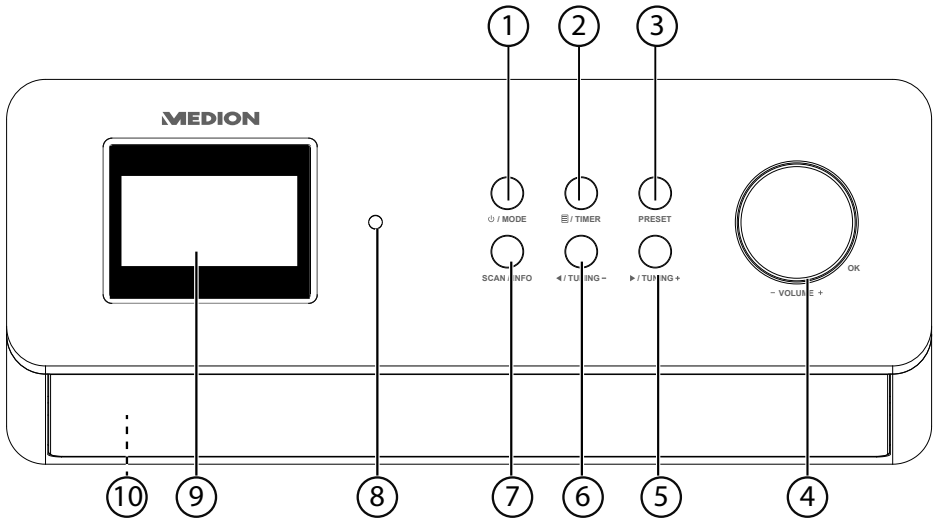 1 2 3
MEDION
⏻ / MODE ≣ / TIMER PRESET
SCAN / INFO ◀ / TUNING − ▶ / TUNING +
OK
− VOLUME +
10 9 8 7 6 5 4